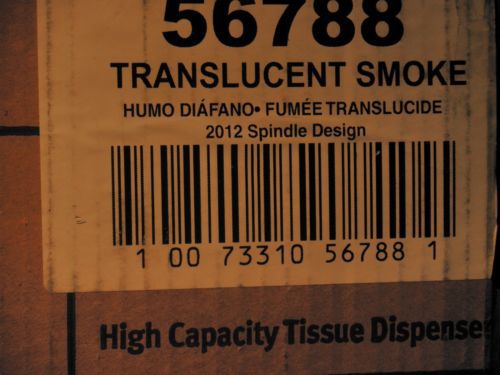 56788
TRANSLUCENT SMOKE
HUMO DIÁFANO• FUMÉE TRANSLUCIDE
2012 Spindle Design
1 00 73310 56788 1
High Capacity Tissue Dispense